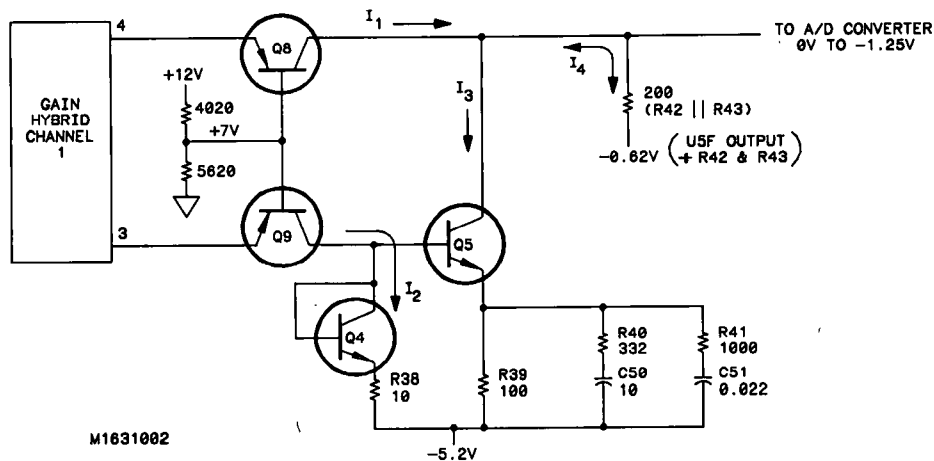 GAIN
HYBRID
CHANNEL
1
4
3
+12V
4020
+7V
5620
Q8
Q9
I1
I2
I3
I4
TO A/D CONVERTER
0V TO -1.25V
200
(R42 || R43)
-0.62V
(U5F OUTPUT
+ R42 & R43)
Q5
Q4
R38
10
R39
100
R40
332
C50
10
R41
1000
C51
0.022
-5.2V
M1631002